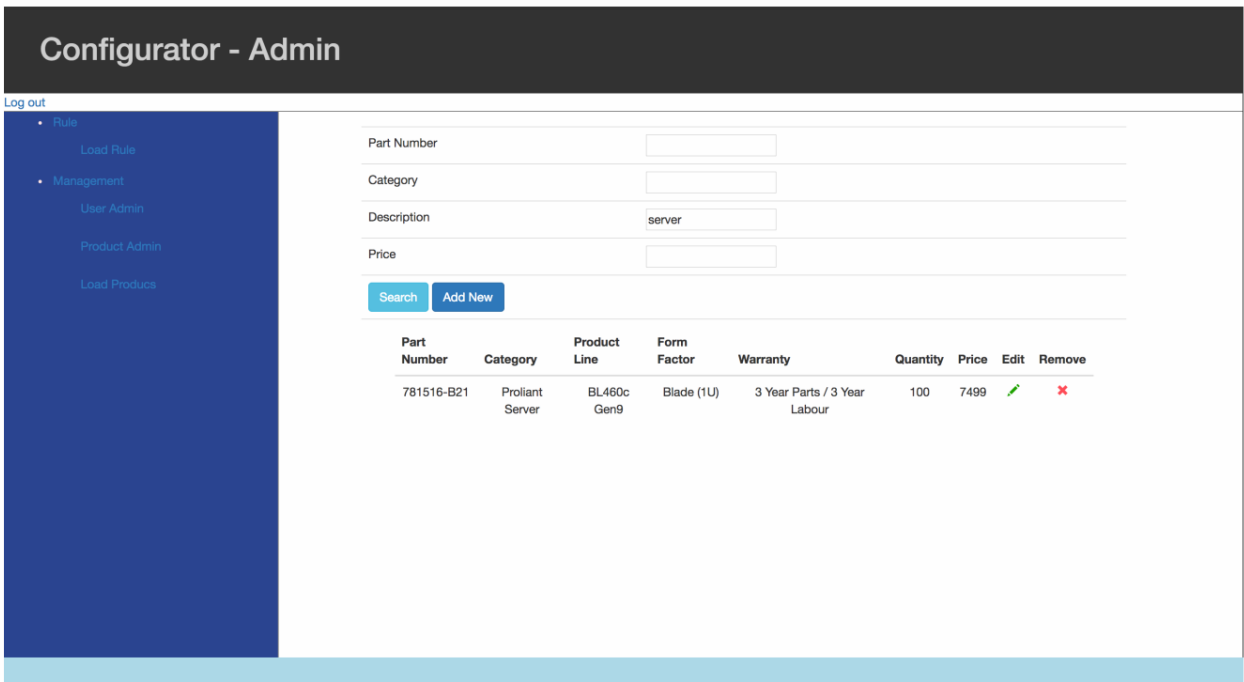 Configurator - Admin
Log out
Rule
Load Rule
Management
User Admin
Product Admin
Load Producs
Part Number
Category
Description server
Price
Search Add New
Part Number Category Product Line Form Factor Warranty Quantity Price Edit Remove
781516-B21 Proliant Server BL460c Gen9 Blade (1U) 3 Year Parts / 3 Year Labour 100 7499